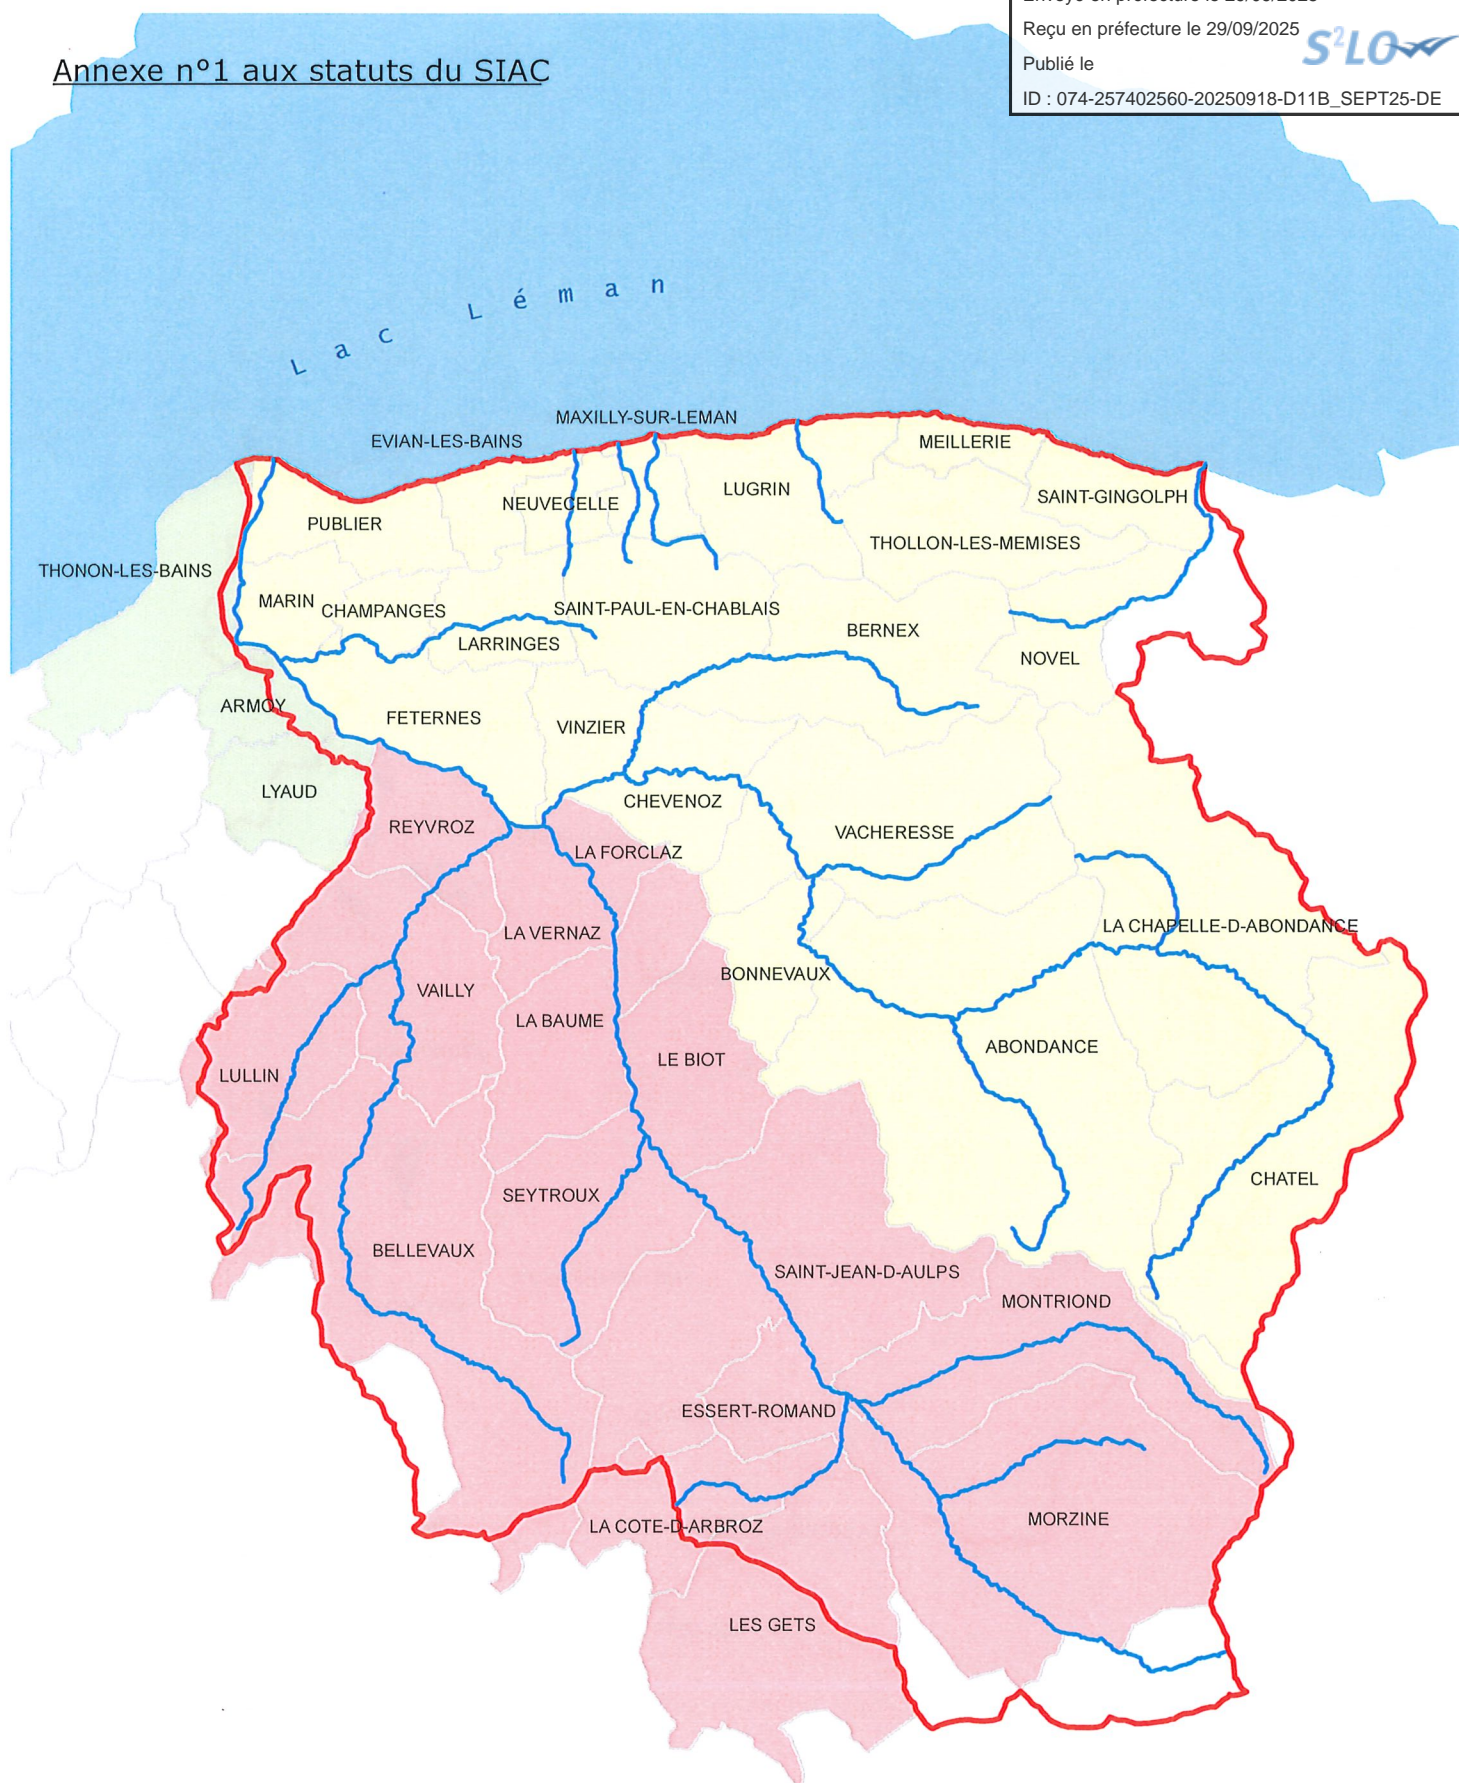 Reçu en préfecture le 29/09/2025
S²LO
Annexe n°1 aux statuts du SIAC
Publié le
ID : 074-257402560-20250918-D11B_SEPT25-DE
Lac Léman
MAXILLY-SUR-LEMAN
EVIAN-LES-BAINS
MEILLERIE
LUGRIN
SAINT-GINGOLPH
NEUVECELLE
PUBLIER
THOLLON-LES-MEMISES
THONON-LES-BAINS
MARIN
CHAMPANGES
SAINT-PAUL-EN-CHABLAIS
BERNEX
LARRINGES
NOVEL
ARMOY
FETERNES
VINZIER
LYAUD
CHEVENOZ
REYVROZ
VACHERESSE
LA FORCLAZ
LA CHAPELLE-D-ABONDANCE
LA VERNAZ
BONNEVAUX
VAILLY
LA BAUME
ABONDANCE
LE BIOT
LULLIN
CHATEL
SEYTROUX
BELLEVAUX
SAINT-JEAN-D-AULPS
MONTRIOND
ESSERT-ROMAND
MORZINE
LA COTE-D-ARBROZ
LES GETS